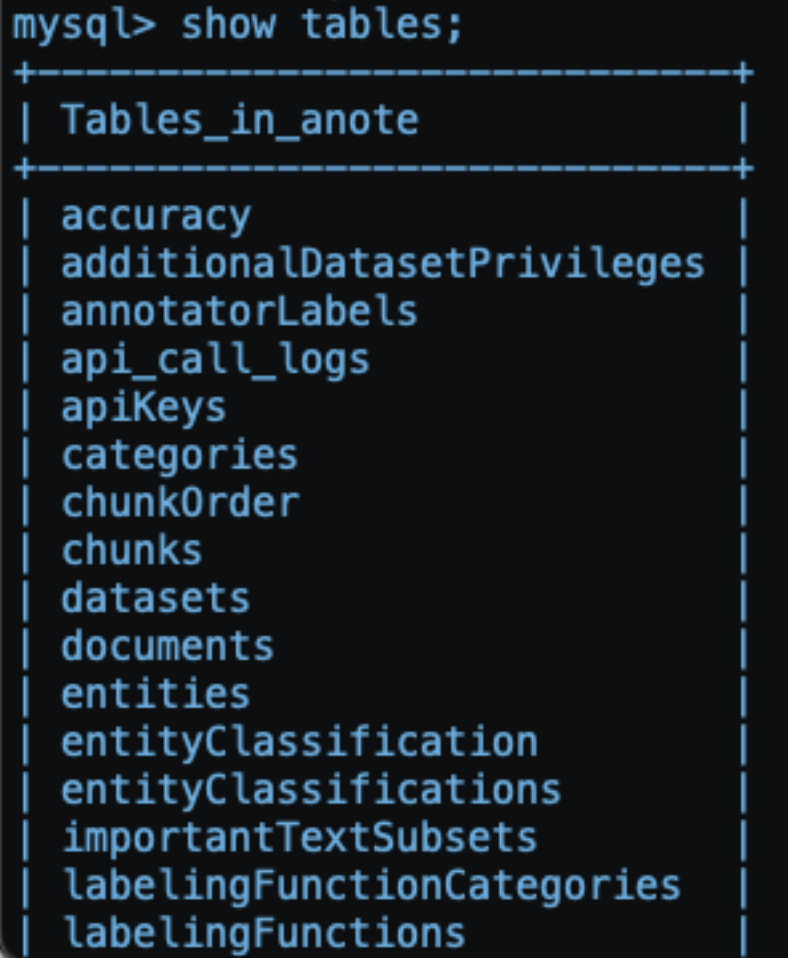 mysql> show tables;
+-----------------------------+
| Tables_in_anote             |
+-----------------------------+
| accuracy                    |
| additionalDatasetPrivileges |
| annotatorLabels             |
| api_call_logs               |
| apiKeys                     |
| categories                  |
| chunkOrder                  |
| chunks                      |
| datasets                    |
| documents                   |
| entities                    |
| entityClassification        |
| entityClassifications       |
| importantTextSubsets        |
| labelingFunctionCategories  |
| labelingFunctions           |